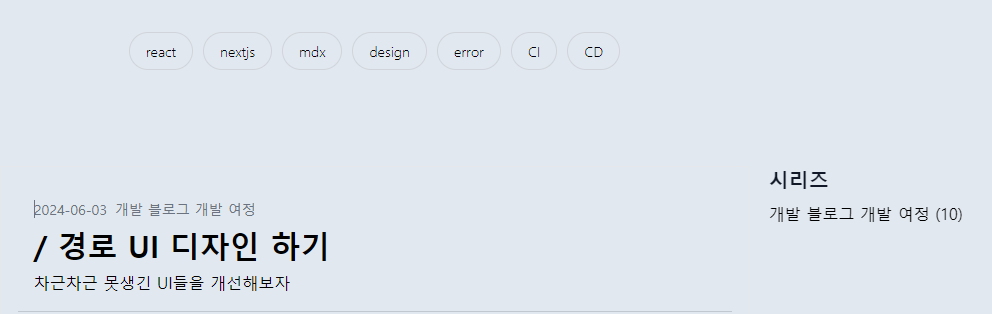 react nextjs mdx design error CI CD
시리즈
개발 블로그 개발 여정 (10)
2024-06-03 개발 블로그 개발 여정
/ 경로 UI 디자인 하기
차근차근 못생긴 UI들을 개선해보자